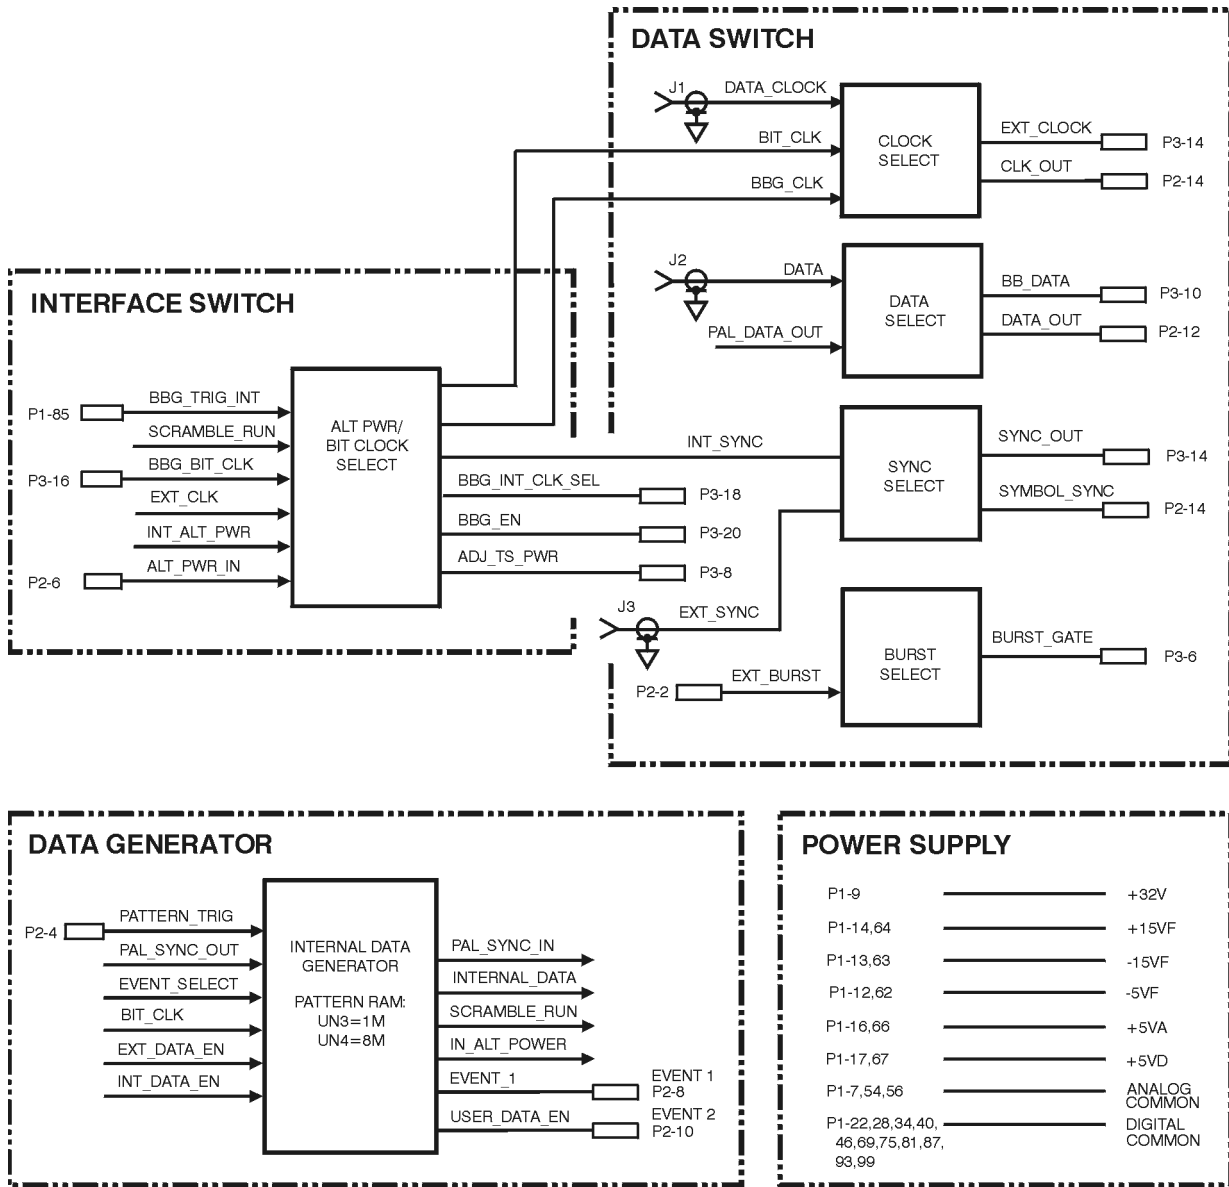 DATA SWITCH
J1
DATA_CLOCK
BIT_CLK
BBG_CLK
CLOCK
SELECT
EXT_CLOCK
P3-14
CLK_OUT
P2-14
J2
DATA
PAL_DATA_OUT
DATA
SELECT
BB_DATA
P3-10
DATA_OUT
P2-12
INT_SYNC
SYNC
SELECT
SYNC_OUT
P3-14
SYMBOL_SYNC
P2-14
J3
EXT_SYNC
P2-2
EXT_BURST
BURST
SELECT
BURST_GATE
P3-6
INTERFACE SWITCH
P1-85
BBG_TRIG_INT
SCRAMBLE_RUN
P3-16
BBG_BIT_CLK
EXT_CLK
INT_ALT_PWR
P2-6
ALT_PWR_IN
ALT PWR/
BIT CLOCK
SELECT
BBG_INT_CLK_SEL
P3-18
BBG_EN
P3-20
ADJ_TS_PWR
P3-8
DATA GENERATOR
P2-4
PATTERN_TRIG
PAL_SYNC_OUT
EVENT_SELECT
BIT_CLK
EXT_DATA_EN
INT_DATA_EN
INTERNAL DATA
GENERATOR
PATTERN RAM:
UN3=1M
UN4=8M
PAL_SYNC_IN
INTERNAL_DATA
SCRAMBLE_RUN
IN_ALT_POWER
EVENT_1
EVENT 1
P2-8
USER_DATA_EN
EVENT 2
P2-10
POWER SUPPLY
P1-9 +32V
P1-14,64 +15VF
P1-13,63 -15VF
P1-12,62 -5VF
P1-16,66 +5VA
P1-17,67 +5VD
P1-7,54,56 ANALOG
COMMON
P1-22,28,34,40, DIGITAL
46,69,75,81,87, COMMON
93,99